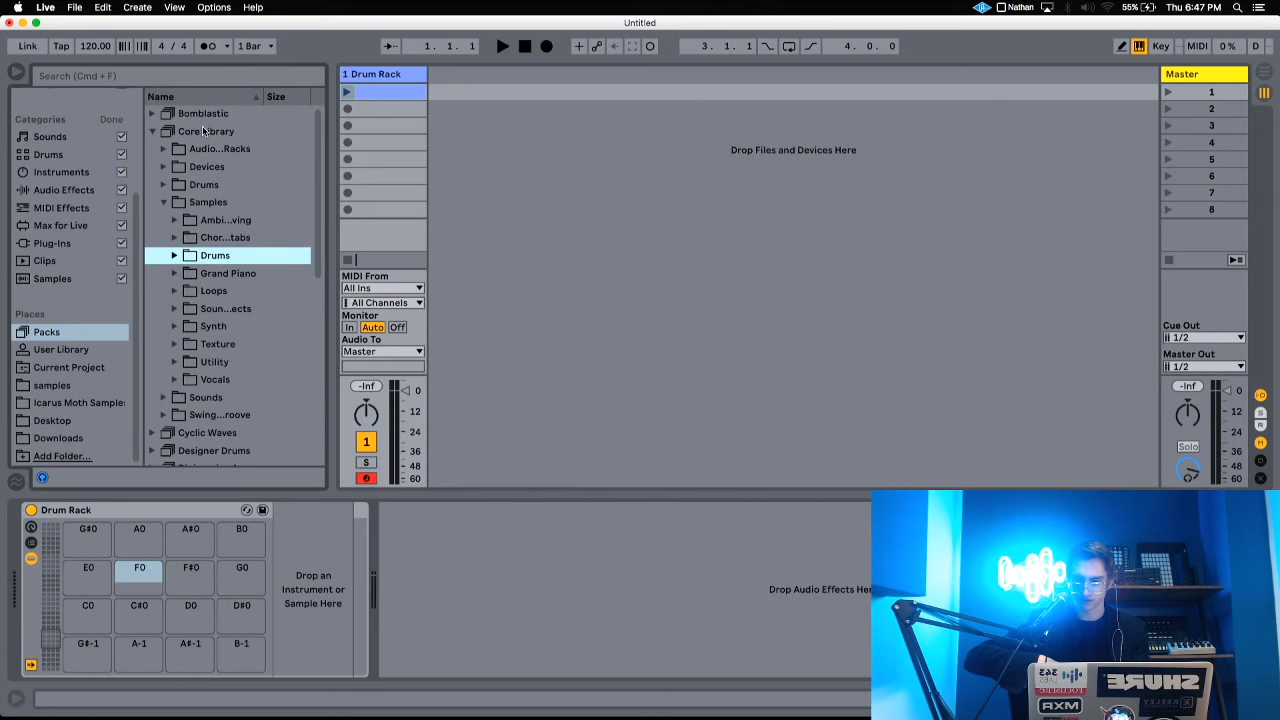 Live File Edit Create View Options Help
Nathan 55% Thu 6:47 PM
Untitled
Link Tap 120.00 4 / 4 1 Bar 1. 1. 1 3. 1. 1 4. 0. 0 Key MIDI 0 % D
Search (Cmd + F)
Categories Done
Sounds
Drums
Instruments
Audio Effects
MIDI Effects
Max for Live
Plug-Ins
Clips
Samples
Places
Packs
User Library
Current Project
samples
Icarus Moth Sample:
Desktop
Downloads
Add Folder...
Name Size
Bomblastic
Core Library
Audio...Racks
Devices
Drums
Samples
Ambi...ving
Chor...tabs
Drums
Grand Piano
Loops
Soun...ects
Synth
Texture
Utility
Vocals
Sounds
Swing...roove
Cyclic Waves
Designer Drums
1 Drum Rack
MIDI From
All Ins
All Channels
Monitor
In Auto Off
Audio To
Master
-Inf
0
12
24
36
48
60
1
S
Drop Files and Devices Here
Master
1
2
3
4
5
6
7
8
Cue Out
1/2
Master Out
1/2
-Inf
0
12
24
36
48
60
Solo
I·O
S
R
M
D
X
Drum Rack
G#0 A0 A#0 B0
E0 F0 F#0 G0
C0 C#0 D0 D#0
G#-1 A-1 A#-1 B-1
Drop an
Instrument or
Sample Here
Drop Audio Effects He
SHURE
MXR
FOCUSRITE